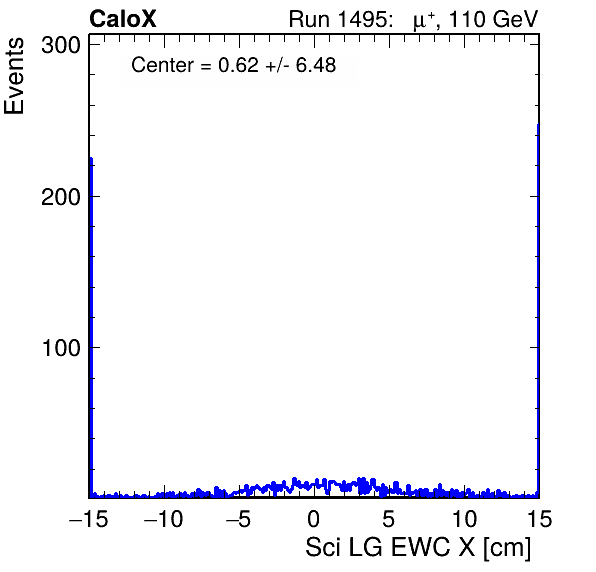 CaloX Run 1495: μ⁺, 110 GeV
Events
Center = 0.62 +/- 6.48
300
200
100
−15 −10 −5 0 5 10 15
Sci LG EWC X [cm]